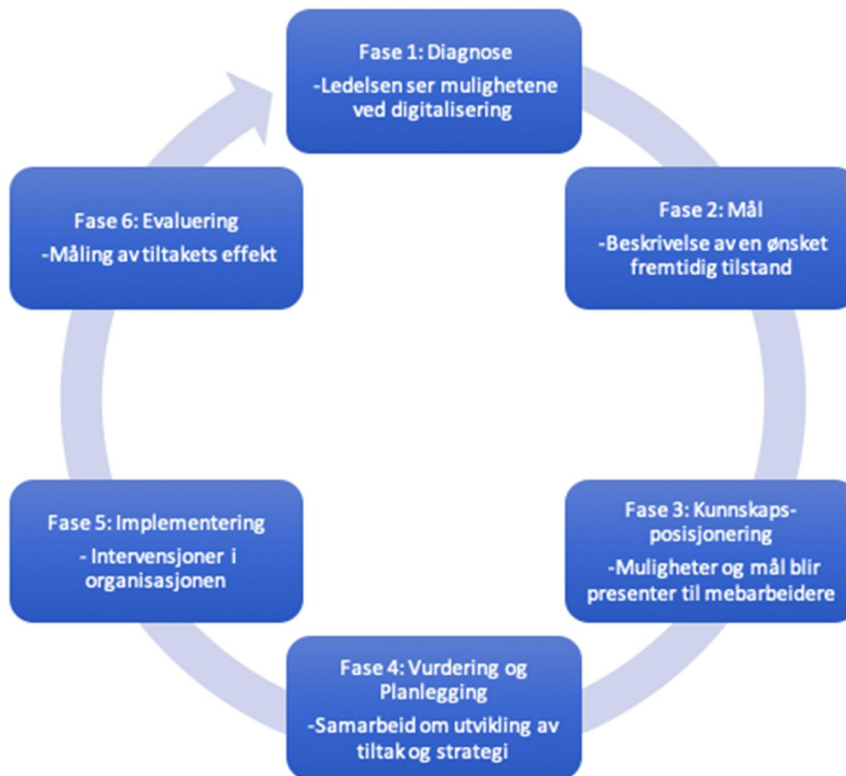 Fase 1: Diagnose
-Ledelsen ser mulighetene
ved digitalisering
Fase 2: Mål
-Beskrivelse av en ønsket
fremtidig tilstand
Fase 3: Kunnskaps-
posisjonering
-Muligheter og mål blir
presenter til mebarbeidere
Fase 4: Vurdering og
Planlegging
-Samarbeid om utvikling av
tiltak og strategi
Fase 5: Implementering
- Intervensjoner i
organisasjonen
Fase 6: Evaluering
-Måling av tiltakets effekt